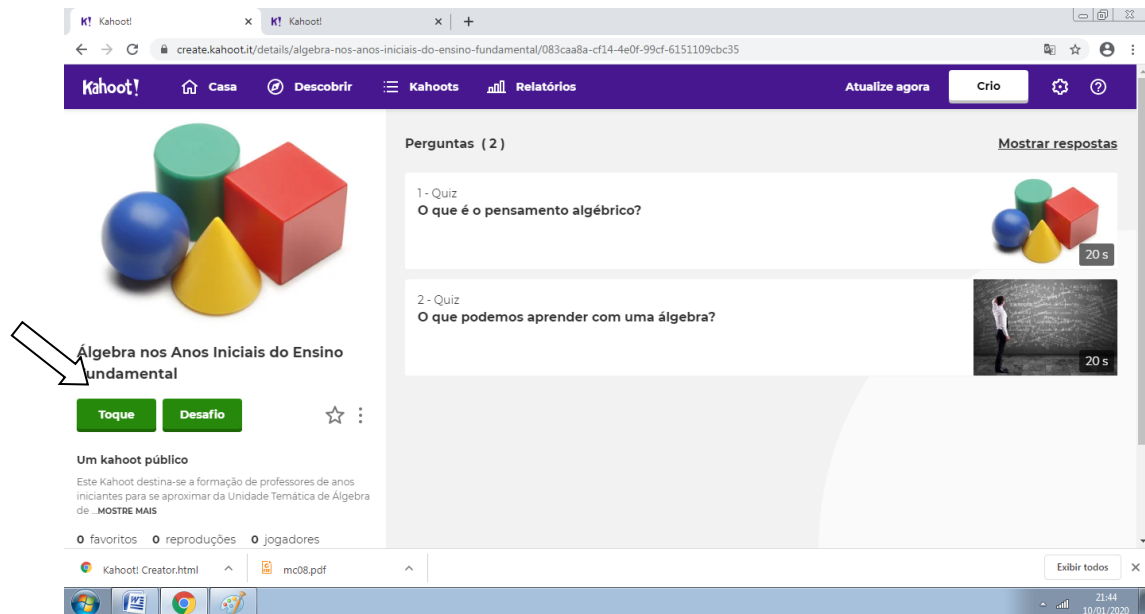 K! Kahoot!
K! Kahoot!
create.kahoot.it/details/algebra-nos-anos-iniciais-do-ensino-fundamental/083caa8a-cf14-4e0f-99cf-6151109cbc35
Kahoot!
Casa
Descobrir
Kahoots
Relatórios
Atualize agora
Crio
Álgebra nos Anos Iniciais do Ensino
undamental
Toque
Desafio
Um kahoot público
Este Kahoot destina-se a formação de professores de anos
iniciantes para se aproximar da Unidade Temática de Álgebra
de ...MOSTRE MAIS
0 favoritos 0 reproduções 0 jogadores
Perguntas (2)
Mostrar respostas
1 - Quiz
O que é o pensamento algébrico?
20 s
2 - Quiz
O que podemos aprender com uma álgebra?
20 s
Kahoot! Creator.html
mc08.pdf
Exibir todos
21:44
10/01/2020